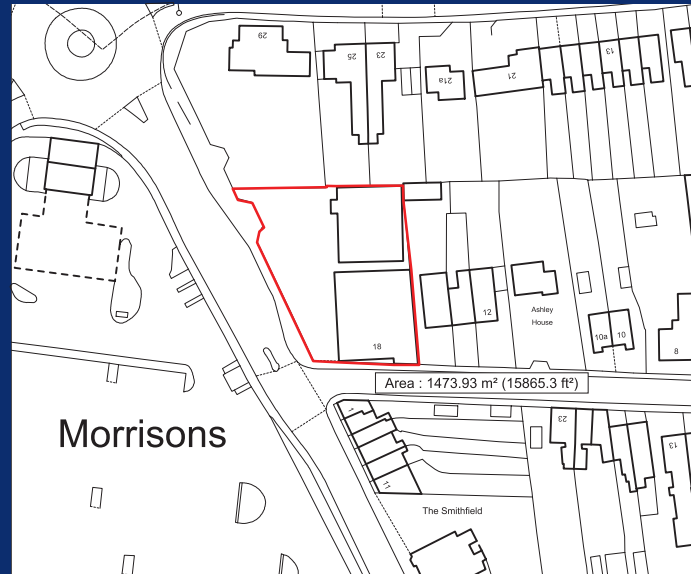 29
25
23
21a
21
13
12
Ashley
House
10a
10
8
18
Area : 1473.93 m² (15865.3 ft²)
Morrisons
1
11
23
13
The Smithfield